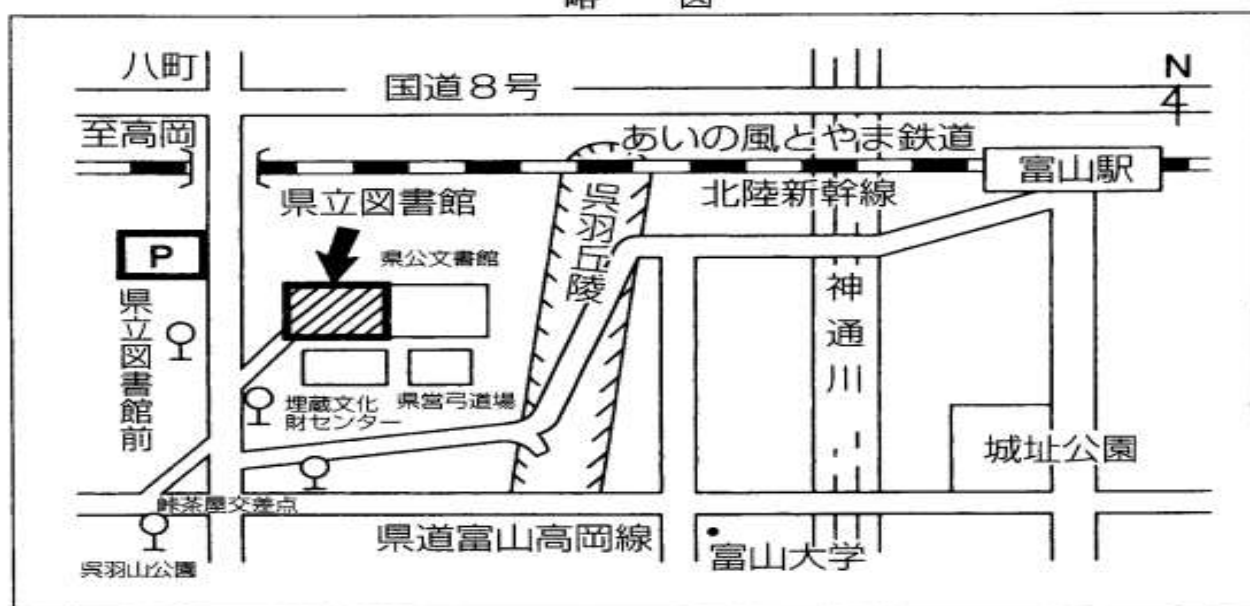 略 図
八町
国道8号
N
4
至高岡
あいの風とやま鉄道
富山駅
北陸新幹線
県立図書館
呉羽丘陵
P
県公文書館
神通川
県立図書館前
埋蔵文化
財センター
県営弓道場
城址公園
峠茶屋交差点
県道富山高岡線
富山大学
呉羽山公園